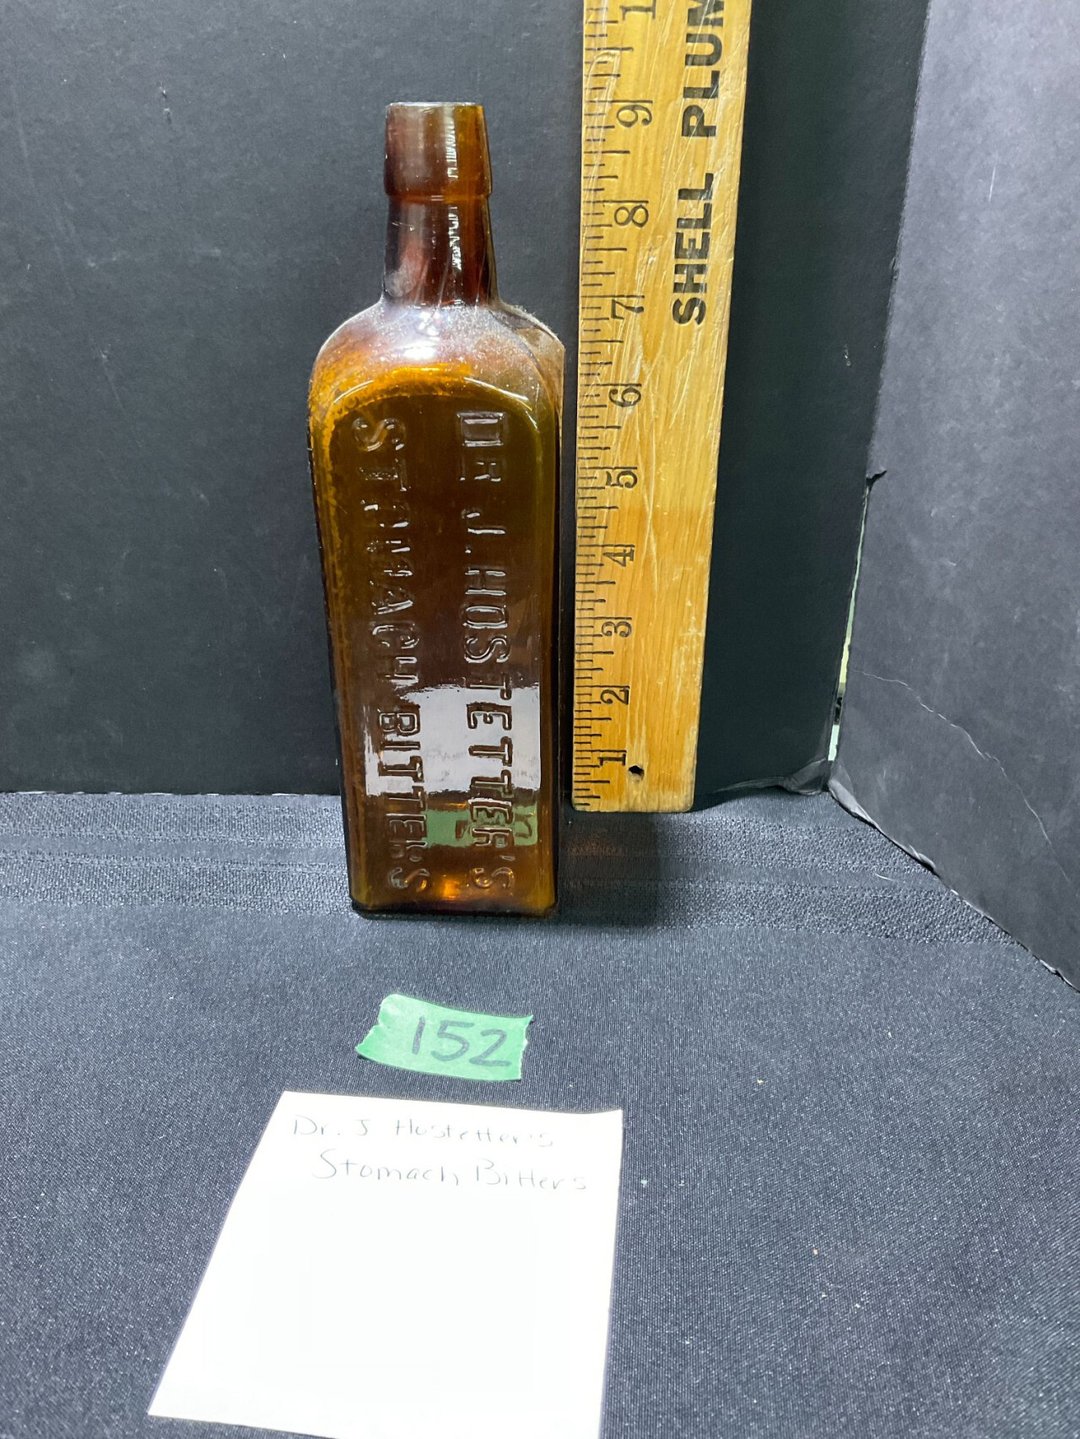 DR. J. HOSTETTER'S
STOMACH BITTERS
1
2
3
4
5
6
7
8
9
1
SHELL PLUM
152
Dr. J Hostetter's
Stomach Bitters